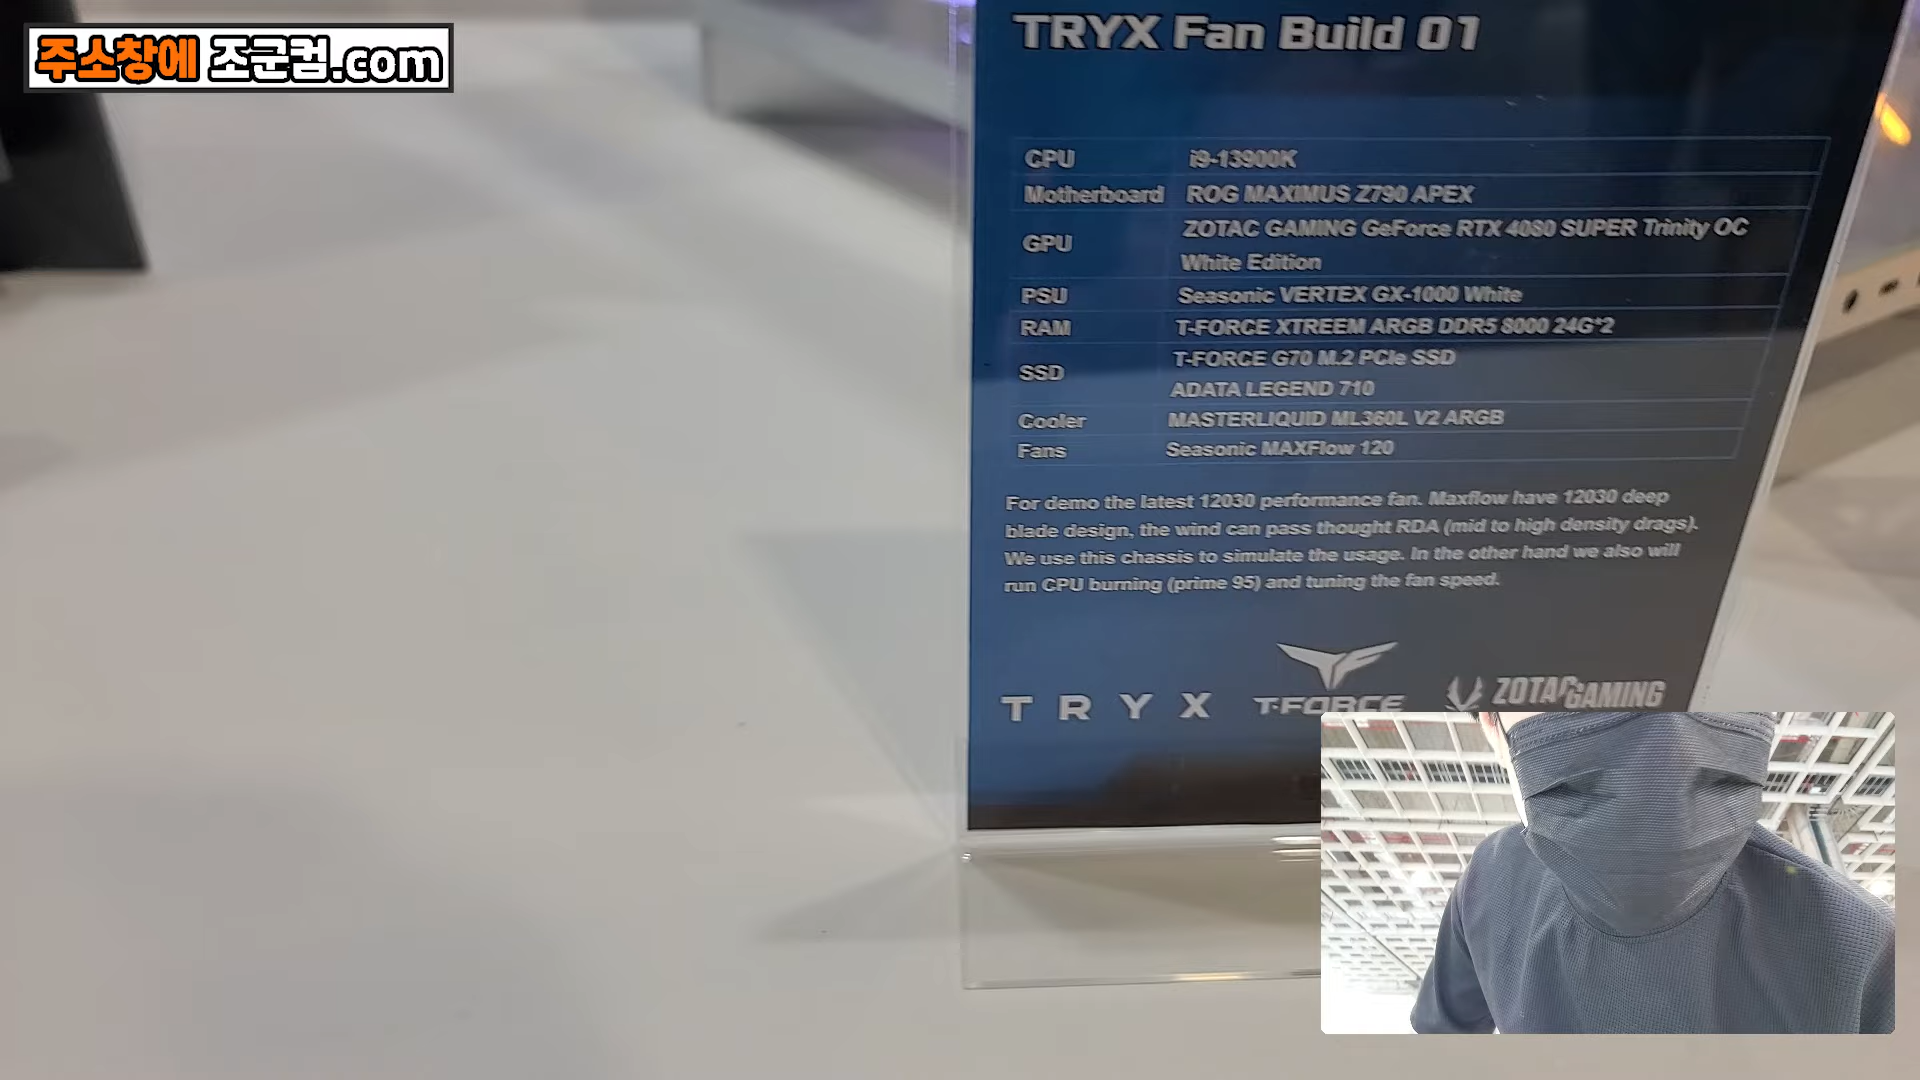 주소창에 조군컴.com
TRYX Fan Build 01
CPU i9-13900K
Motherboard ROG MAXIMUS Z790 APEX
GPU ZOTAC GAMING GeForce RTX 4080 SUPER Trinity OC
White Edition
PSU Seasonic VERTEX GX-1000 White
RAM T-FORCE XTREEM ARGB DDR5 8000 24G*2
SSD T-FORCE G70 M.2 PCIe SSD
ADATA LEGEND 710
Cooler MASTERLIQUID ML360L V2 ARGB
Fans Seasonic MAXFlow 120
For demo the latest 12030 performance fan. Maxflow have 12030 deep
blade design, the wind can pass thought RDA (mid to high density drags).
We use this chassis to simulate the usage. In the other hand we also will
run CPU burning (prime 95) and tuning the fan speed.
TRYX T-FORCE ZOTAC GAMING